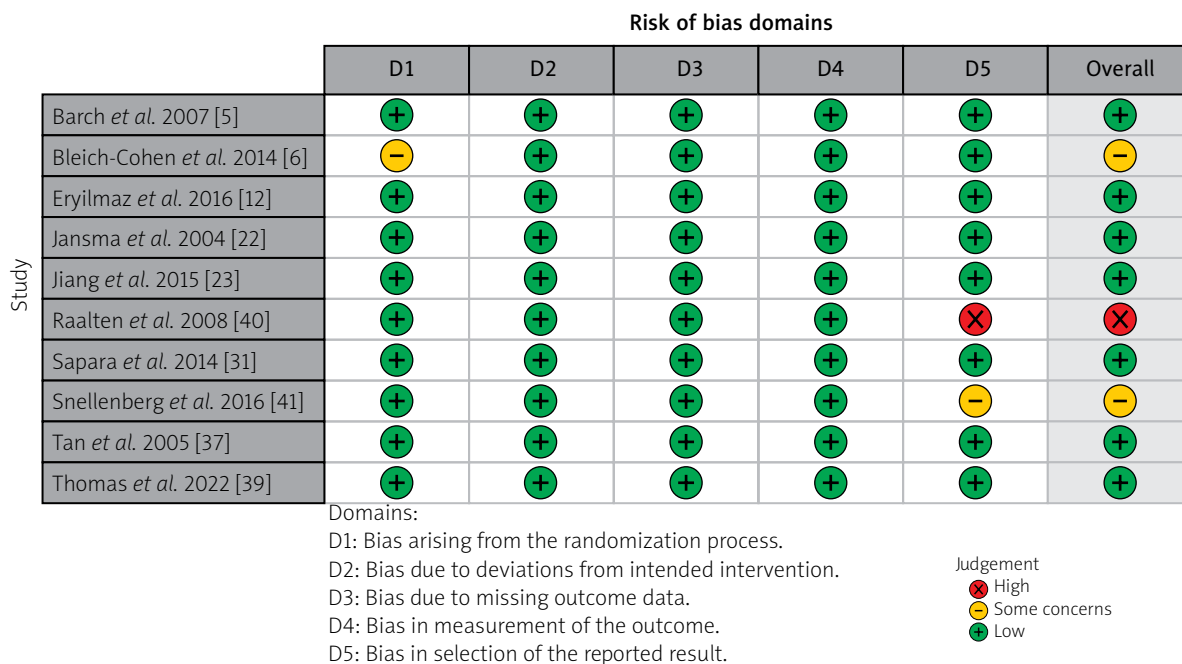 Risk of bias domains
D1 D2 D3 D4 D5 Overall
Study
Barch et al. 2007 [5] + + + + + +
Bleich-Cohen et al. 2014 [6] − + + + + −
Eryilmaz et al. 2016 [12] + + + + + +
Jansma et al. 2004 [22] + + + + + +
Jiang et al. 2015 [23] + + + + + +
Raalten et al. 2008 [40] + + + + X X
Sapara et al. 2014 [31] + + + + + +
Snellenberg et al. 2016 [41] + + + + − −
Tan et al. 2005 [37] + + + + + +
Thomas et al. 2022 [39] + + + + + +
Domains:
D1: Bias arising from the randomization process.
D2: Bias due to deviations from intended intervention.
D3: Bias due to missing outcome data.
D4: Bias in measurement of the outcome.
D5: Bias in selection of the reported result.
Judgement
X High
− Some concerns
+ Low